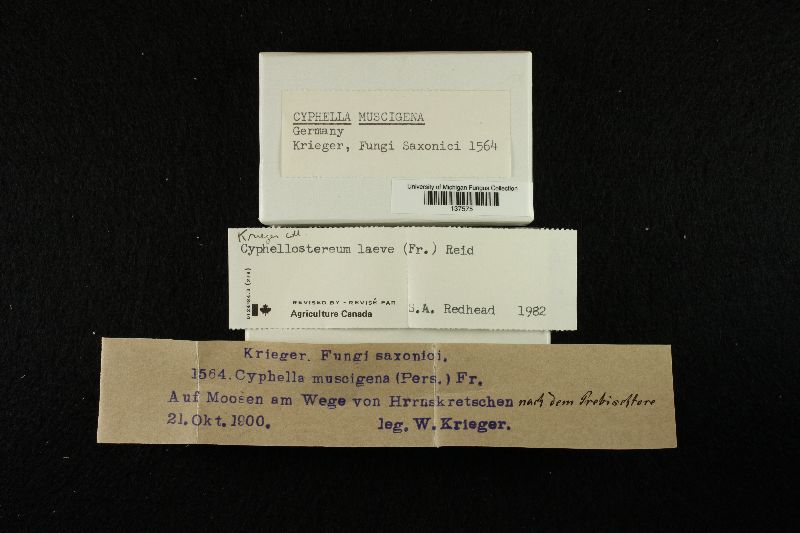 CYPHELLA MUSCIGENA
Germany
Krieger, Fungi Saxonici 1564
University of Michigan Fungus Collection
137575
Krieger coll.
Cyphellostereum laeve (Fr.) Reid
REVISED BY - REVISÉ PAR
Agriculture Canada
S.A. Redhead 1982
Krieger. Fungi saxonici.
1564. Cyphella muscigena (Pers.) Fr.
Auf Moosen am Wege von Hrrnskretschen nach dem Prebischtore
21. Okt. 1900. leg. W. Krieger.